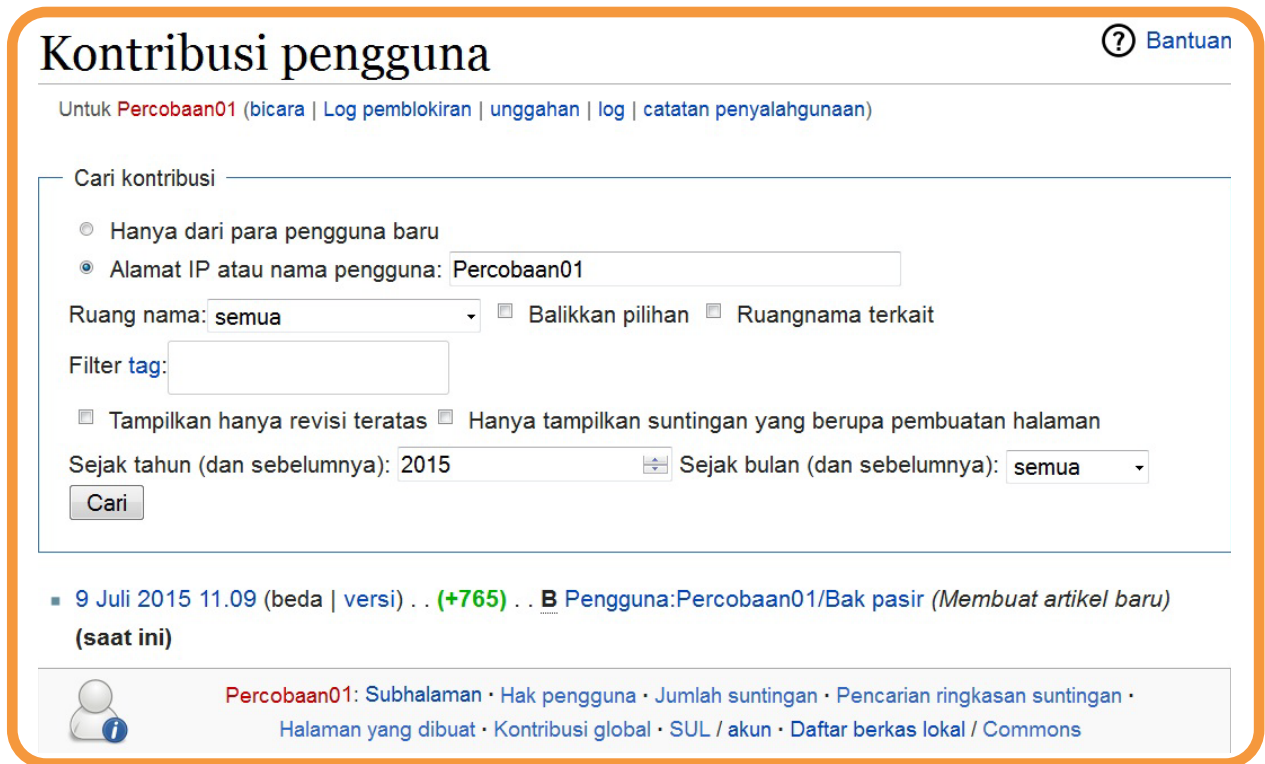 Kontribusi pengguna
? Bantuan
Untuk Percobaan01 (bicara | Log pemblokiran | unggahan | log | catatan penyalahgunaan)
Cari kontribusi
Hanya dari para pengguna baru
Alamat IP atau nama pengguna: Percobaan01
Ruang nama: semua Balikkan pilihan Ruangnama terkait
Filter tag:
Tampilkan hanya revisi teratas Hanya tampilkan suntingan yang berupa pembuatan halaman
Sejak tahun (dan sebelumnya): 2015 Sejak bulan (dan sebelumnya): semua
Cari
9 Juli 2015 11.09 (beda | versi) . . (+765) . . B Pengguna:Percobaan01/Bak pasir (Membuat artikel baru)
(saat ini)
Percobaan01: Subhalaman · Hak pengguna · Jumlah suntingan · Pencarian ringkasan suntingan ·
Halaman yang dibuat · Kontribusi global · SUL / akun · Daftar berkas lokal / Commons